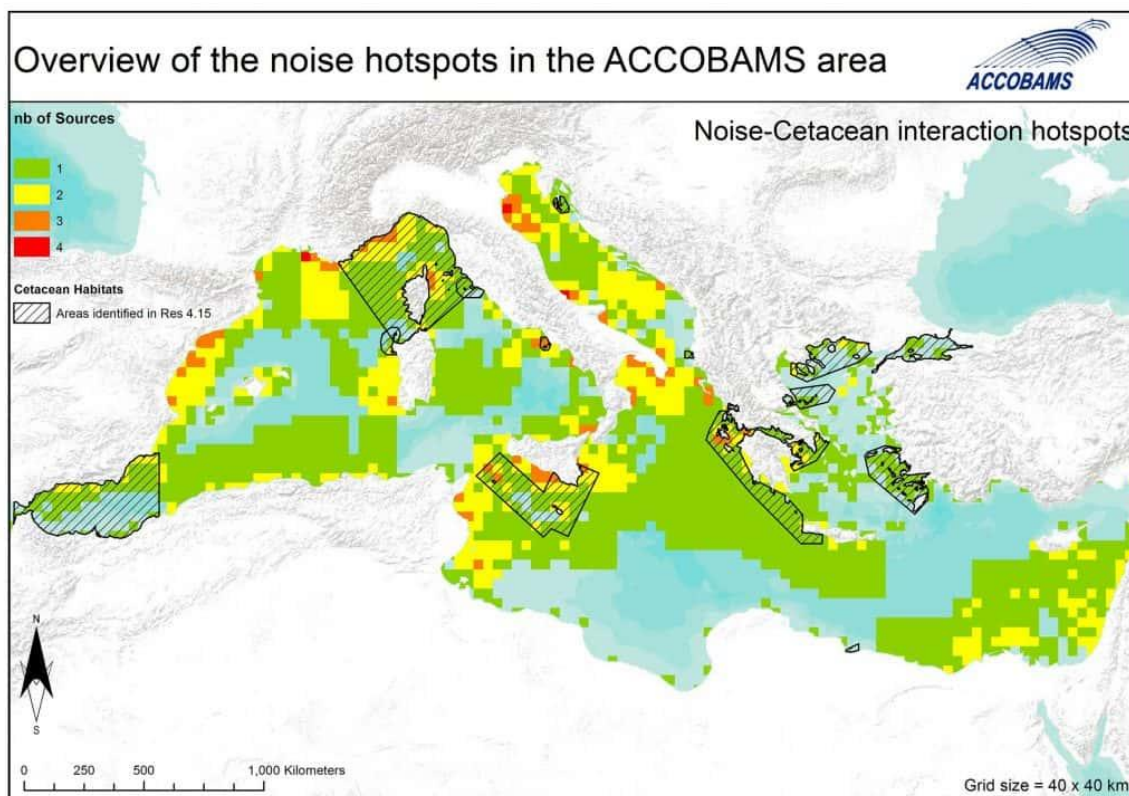 Overview of the noise hotspots in the ACCOBAMS area
ACCOBAMS
nb of Sources
Noise-Cetacean interaction hotspots
1
2
3
4
Cetacean Habitats
Areas identified in Res 4.15
N
S
0 250 500 1,000 Kilometers
Grid size = 40 x 40 km